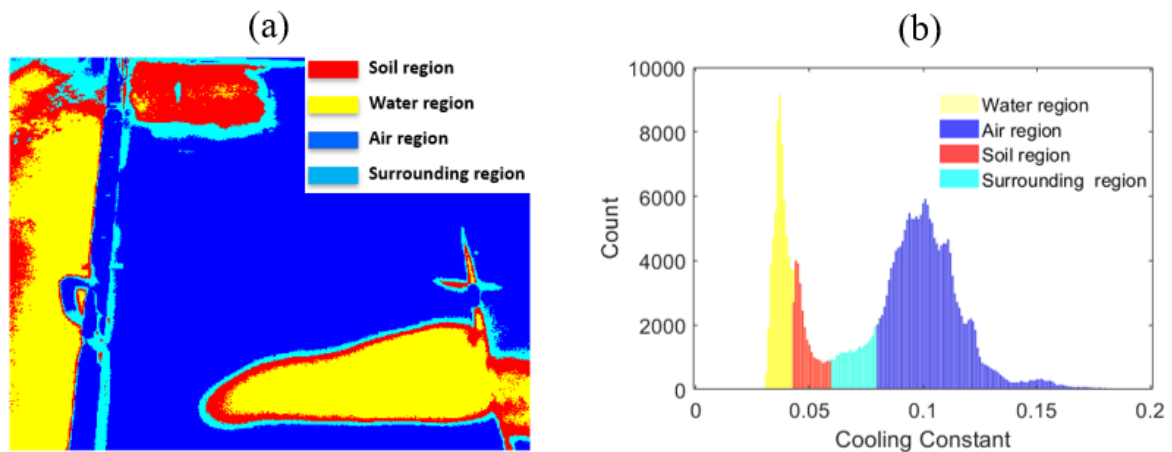 (a)
Soil region
Water region
Air region
Surrounding region
(b)
10000
8000
6000
4000
2000
0
Count
Water region
Air region
Soil region
Surrounding region
0
0.05
0.1
0.15
0.2
Cooling Constant